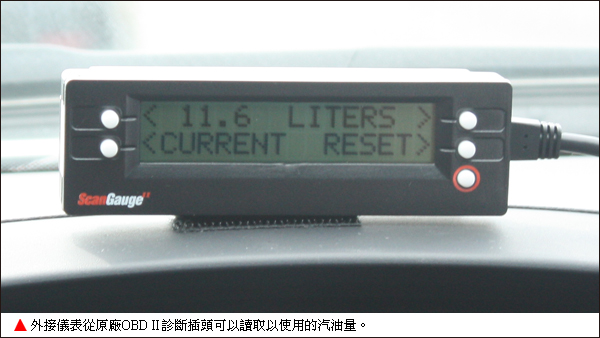 < 11.6 LITERS >
<CURRENT RESET>
ScanGauge II
▲外接儀表從原廠OBD II診斷插頭可以讀取以使用的汽油量。